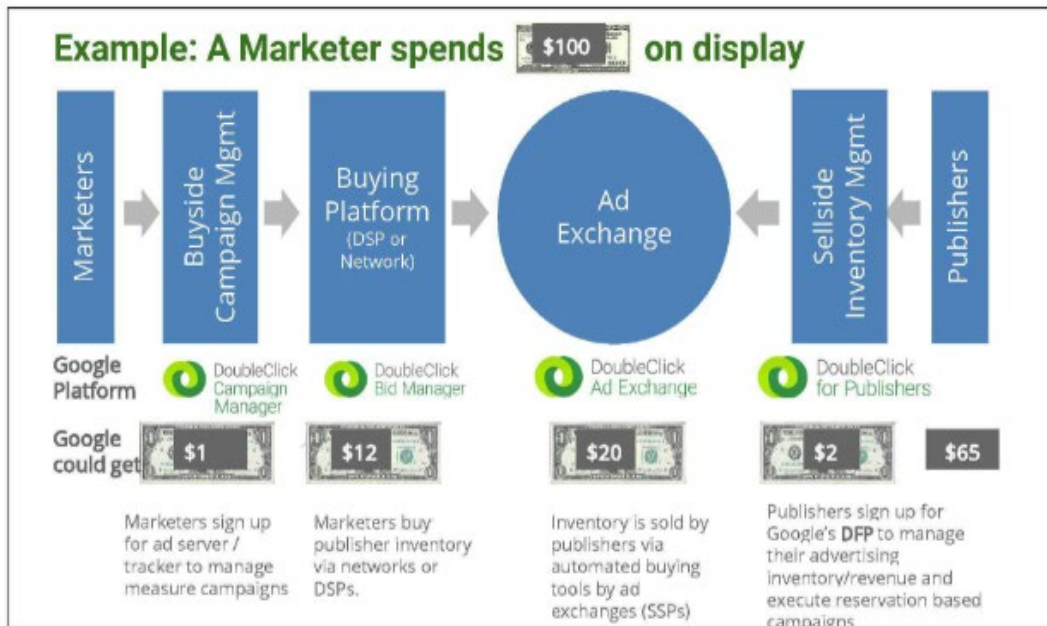 Example: A Marketer spends $100 on display
Marketers
Buyside
Campaign Mgmt
Buying
Platform
(DSP or
Network)
Ad
Exchange
Sellside
Inventory Mgmt
Publishers
Google
Platform
DoubleClick
Campaign
Manager
DoubleClick
Bid Manager
DoubleClick
Ad Exchange
DoubleClick
for Publishers
Google
could get
$1
$12
$20
$2
$65
Marketers sign up
for ad server /
tracker to manage
measure campaigns
Marketers buy
publisher inventory
via networks or
DSPs.
Inventory is sold by
publishers via
automated buying
tools by ad
exchanges (SSPs)
Publishers sign up for
Google's DFP to manage
their advertising
inventory/revenue and
execute reservation based
campaigns